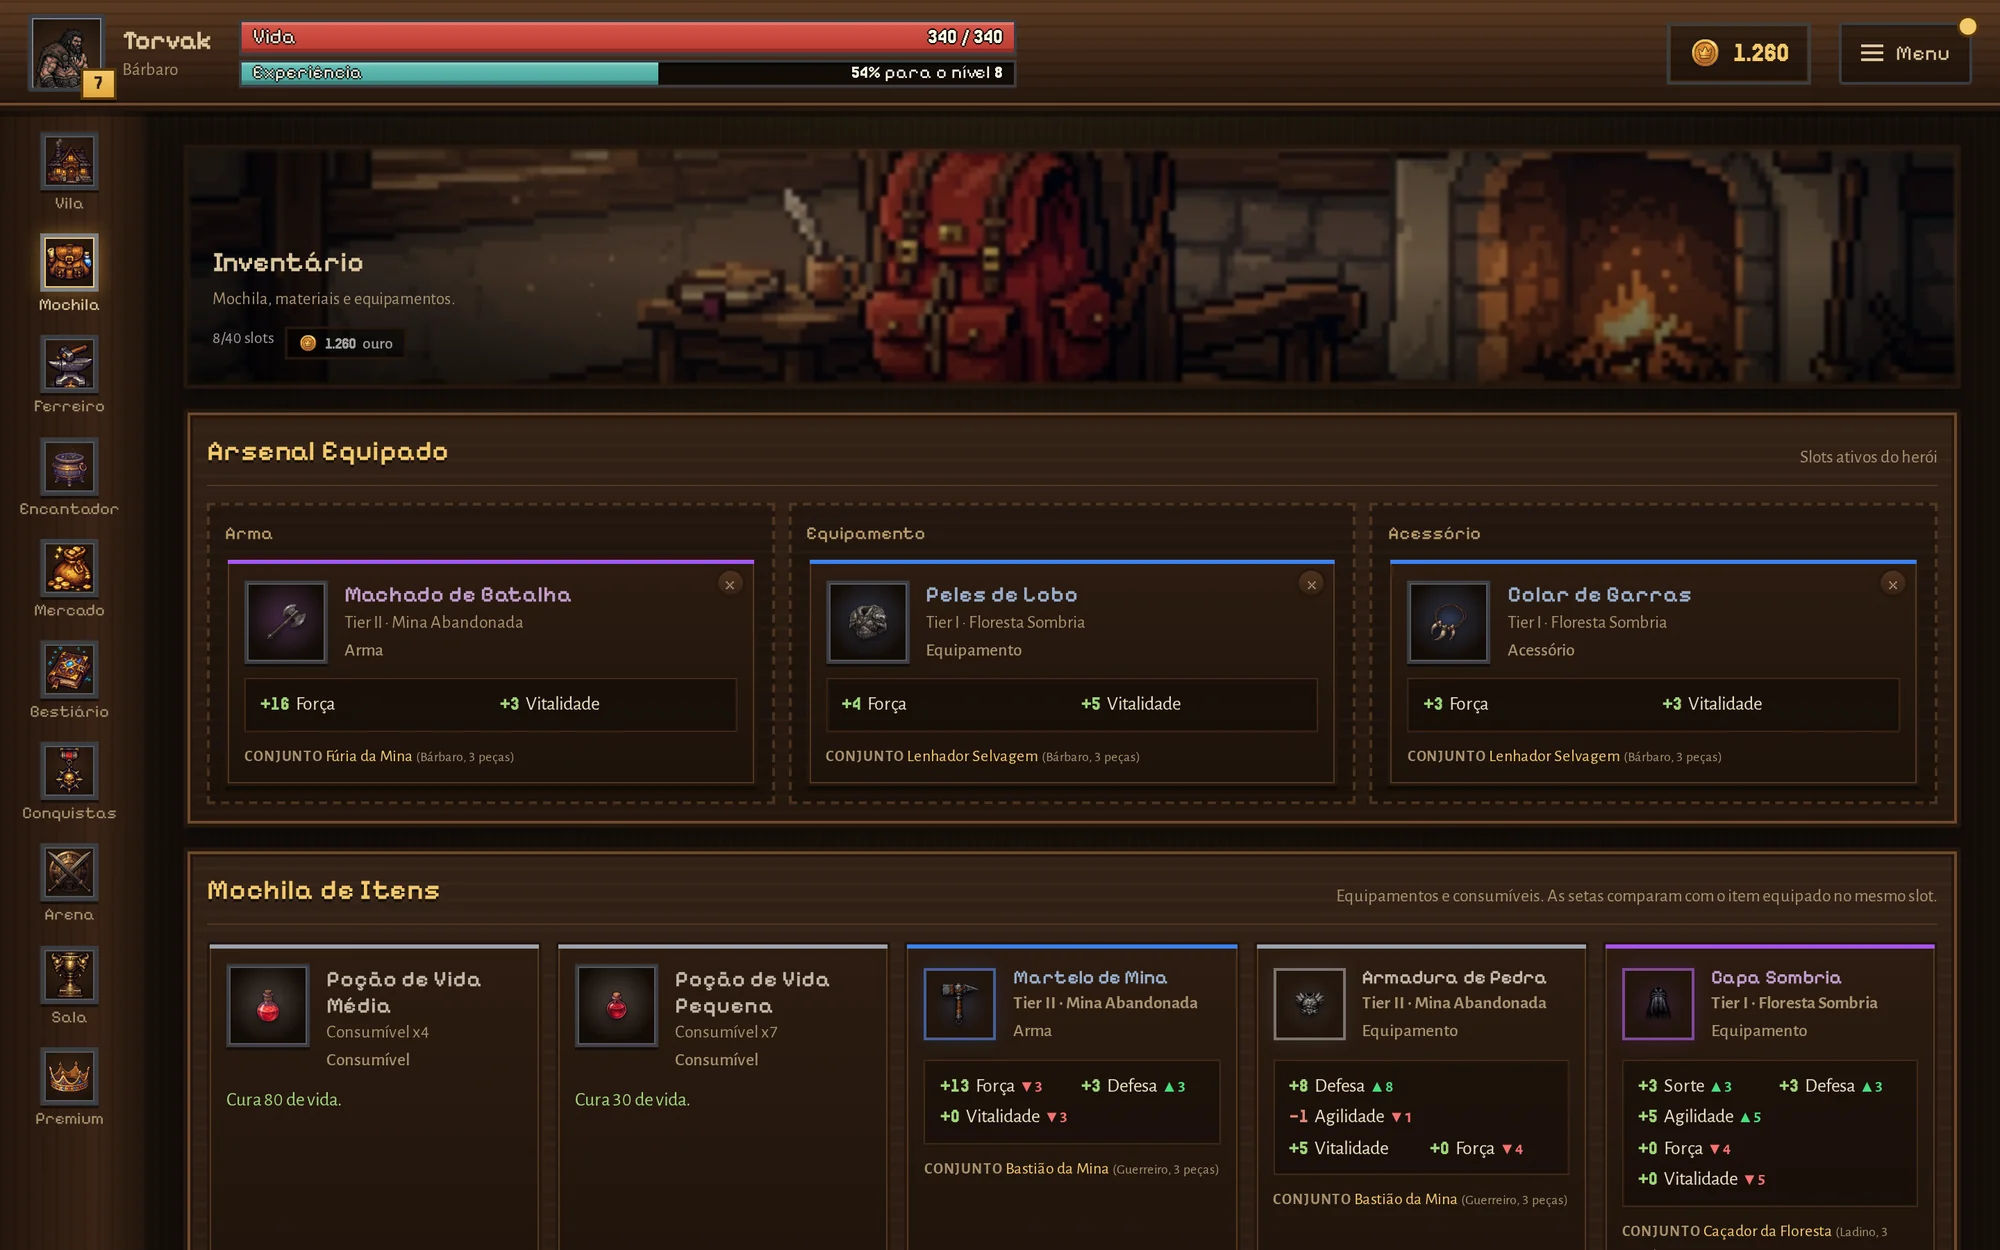 Torvak
Bárbaro
7
Vida
340 / 340
Experiência
54% para o nível 8
1.260
Menu
Vila
Mochila
Ferreiro
Encantador
Mercado
Bestiário
Conquistas
Arena
Sala
Premium
Inventário
Mochila, materiais e equipamentos.
8/40 slots
1.260 ouro
Arsenal Equipado
Slots ativos do herói
Arma
Machado de Batalha
Tier II · Mina Abandonada
Arma
+16 Força
+3 Vitalidade
CONJUNTO Fúria da Mina (Bárbaro, 3 peças)
Equipamento
Peles de Lobo
Tier I · Floresta Sombria
Equipamento
+4 Força
+5 Vitalidade
CONJUNTO Lenhador Selvagem (Bárbaro, 3 peças)
Acessório
Colar de Garras
Tier I · Floresta Sombria
Acessório
+3 Força
+3 Vitalidade
CONJUNTO Lenhador Selvagem (Bárbaro, 3 peças)
Mochila de Itens
Equipamentos e consumíveis. As setas comparam com o item equipado no mesmo slot.
Poção de Vida
Média
Consumível x4
Consumível
Cura 80 de vida.
Poção de Vida
Pequena
Consumível x7
Consumível
Cura 30 de vida.
Martelo de Mina
Tier II · Mina Abandonada
Arma
+13 Força ▼3
+3 Defesa ▲3
+0 Vitalidade ▼3
CONJUNTO Bastião da Mina (Guerreiro, 3 peças)
Armadura de Pedra
Tier II · Mina Abandonada
Equipamento
+8 Defesa ▲8
−1 Agilidade ▼1
+5 Vitalidade
+0 Força ▼4
CONJUNTO Bastião da Mina (Guerreiro, 3 peças)
Capa Sombria
Tier I · Floresta Sombria
Equipamento
+3 Sorte ▲3
+3 Defesa ▲3
+5 Agilidade ▲5
+0 Força ▼4
+0 Vitalidade ▼5
CONJUNTO Caçador da Floresta (Ladino, 3